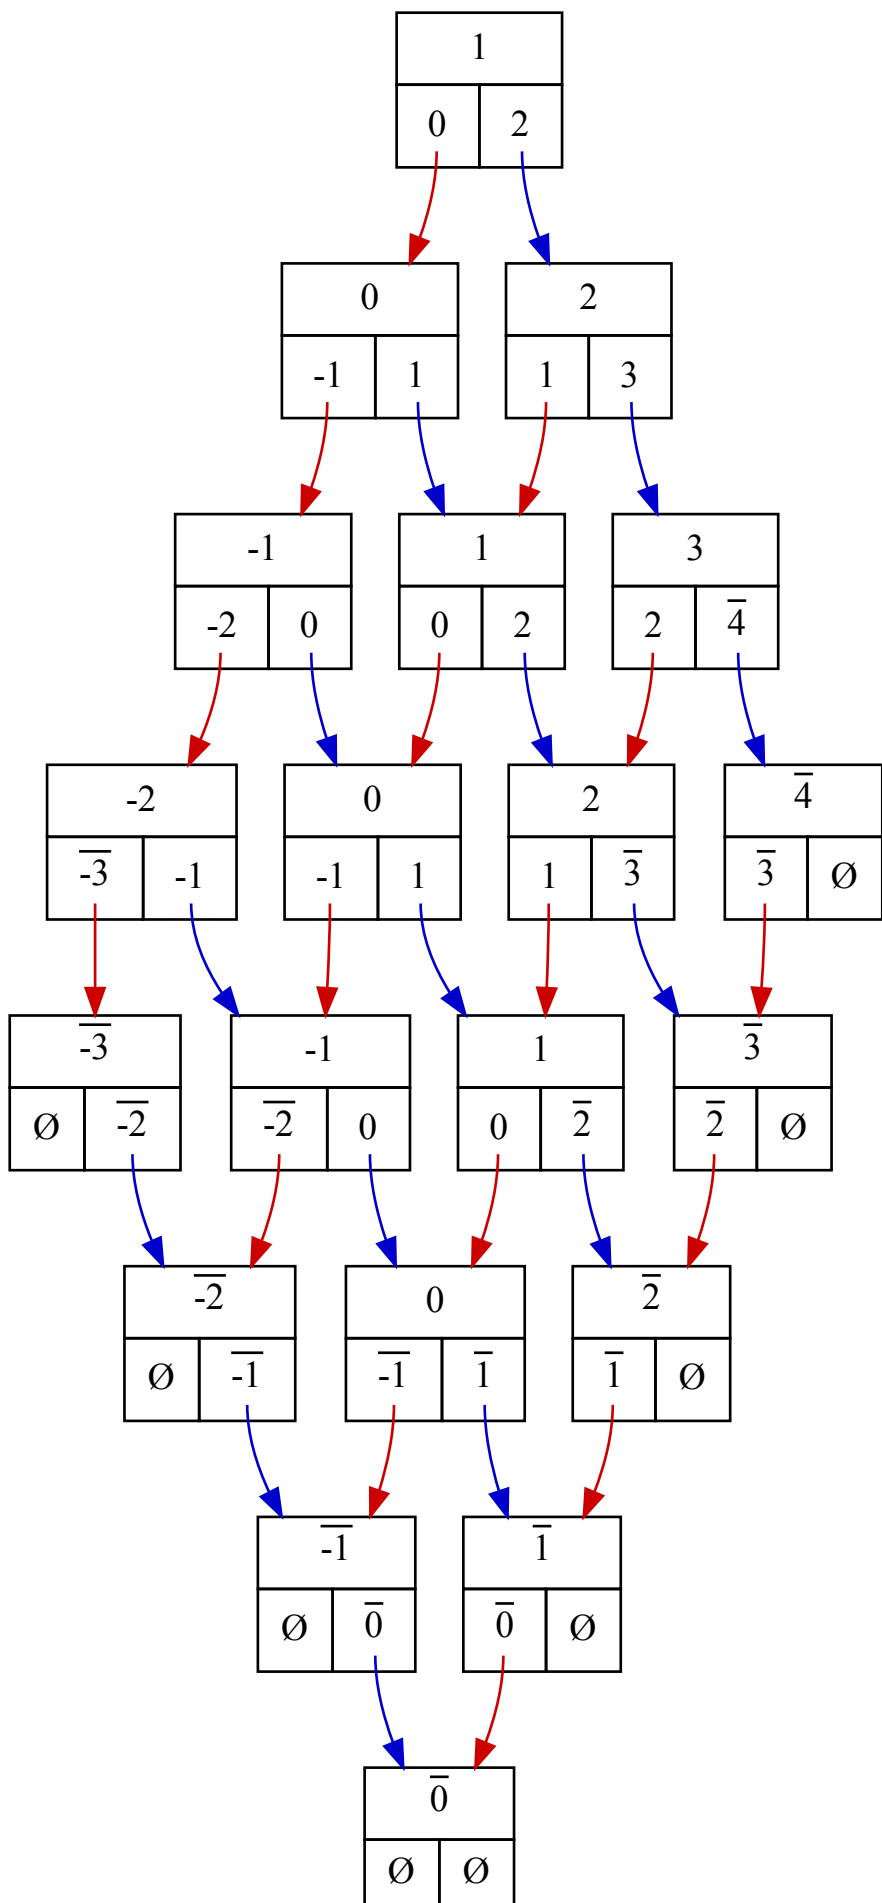 1
0 2
0 2
-1 1 1 3
-1 1 3
-2 0 0 2 2 4̅
-2 0 2 4̅
-̅3̅ -1 -1 1 1 3̅ 3̅ Ø
-̅3̅ -1 1 3̅
Ø -̅2̅ -̅2̅ 0 0 2̅ 2̅ Ø
-̅2̅ 0 2̅
Ø -̅1̅ -̅1̅ 1̅ 1̅ Ø
-̅1̅ 1̅
Ø 0̅ 0̅ Ø
0̅
Ø Ø